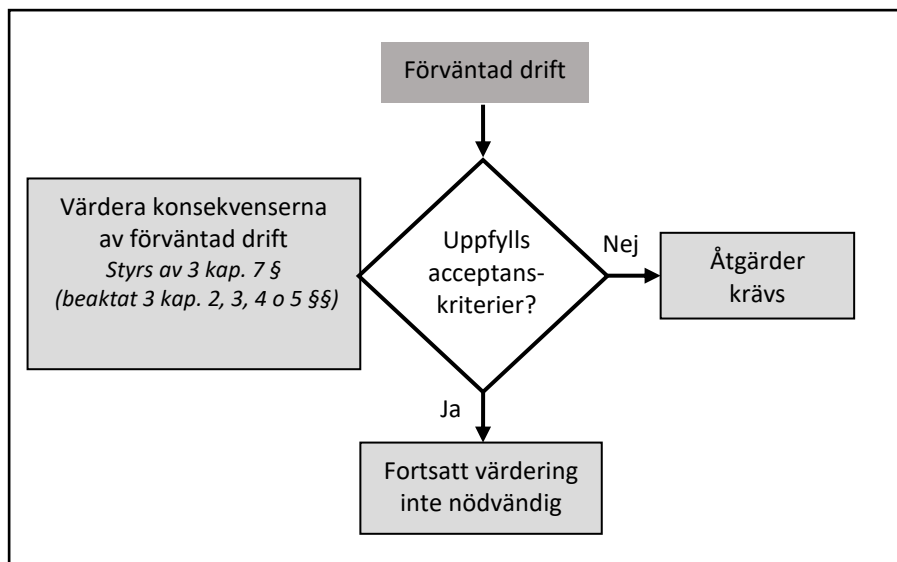 Förväntad drift
Värdera konsekvenserna
av förväntad drift
Styrs av 3 kap. 7 §
(beaktat 3 kap. 2, 3, 4 o 5 §§)
Uppfylls
acceptans-
kriterier?
Nej
Åtgärder
krävs
Ja
Fortsatt värdering
inte nödvändig